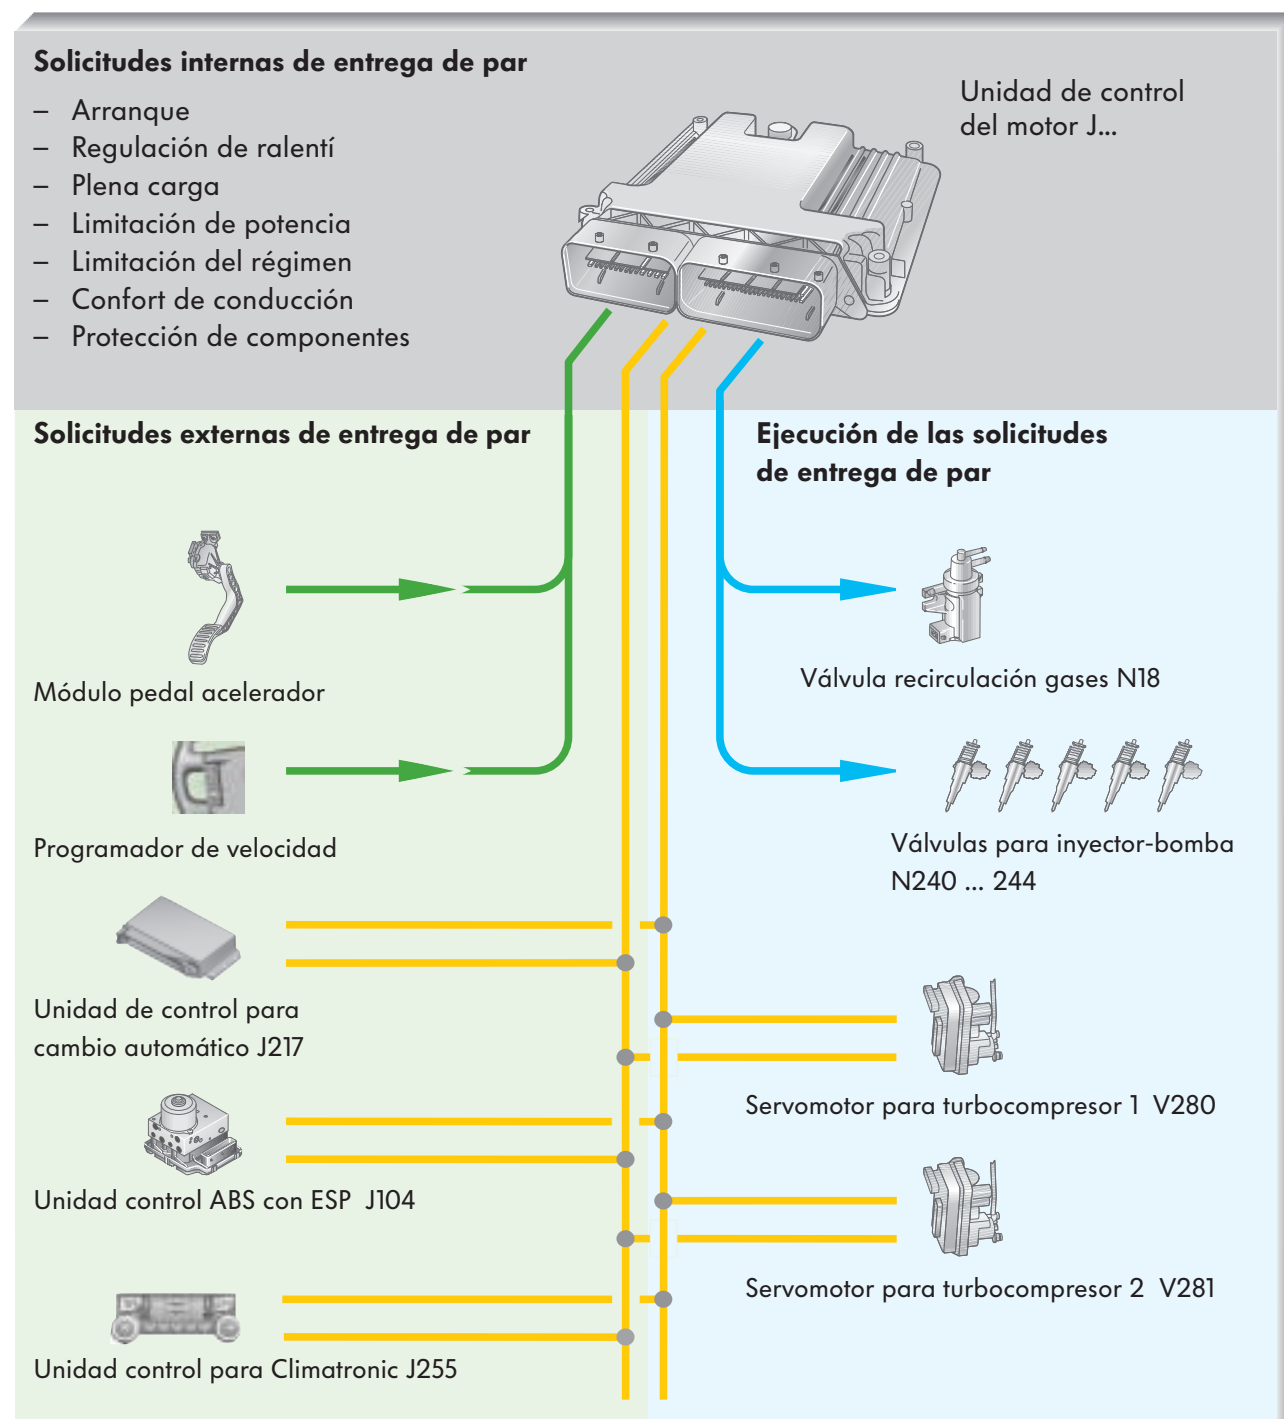 Solicitudes internas de entrega de par
– Arranque
– Regulación de ralentí
– Plena carga
– Limitación de potencia
– Limitación del régimen
– Confort de conducción
– Protección de componentes
Unidad de control
del motor J...
Solicitudes externas de entrega de par
Módulo pedal acelerador
Programador de velocidad
Unidad de control para
cambio automático J217
Unidad control ABS con ESP J104
Unidad control para Climatronic J255
Ejecución de las solicitudes
de entrega de par
Válvula recirculación gases N18
Válvulas para inyector-bomba
N240 ... 244
Servomotor para turbocompresor 1 V280
Servomotor para turbocompresor 2 V281